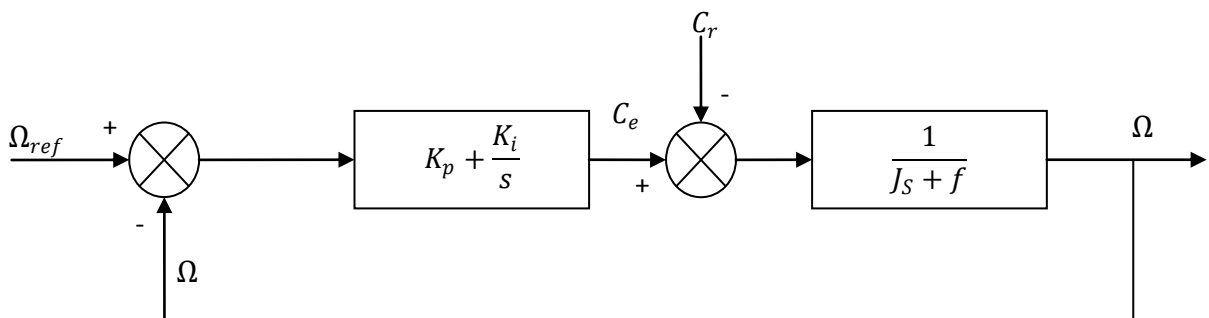 C_r
-
Ω_ref
+
K_p + K_i/s
C_e
+
1/(J_S + f)
Ω
-
Ω